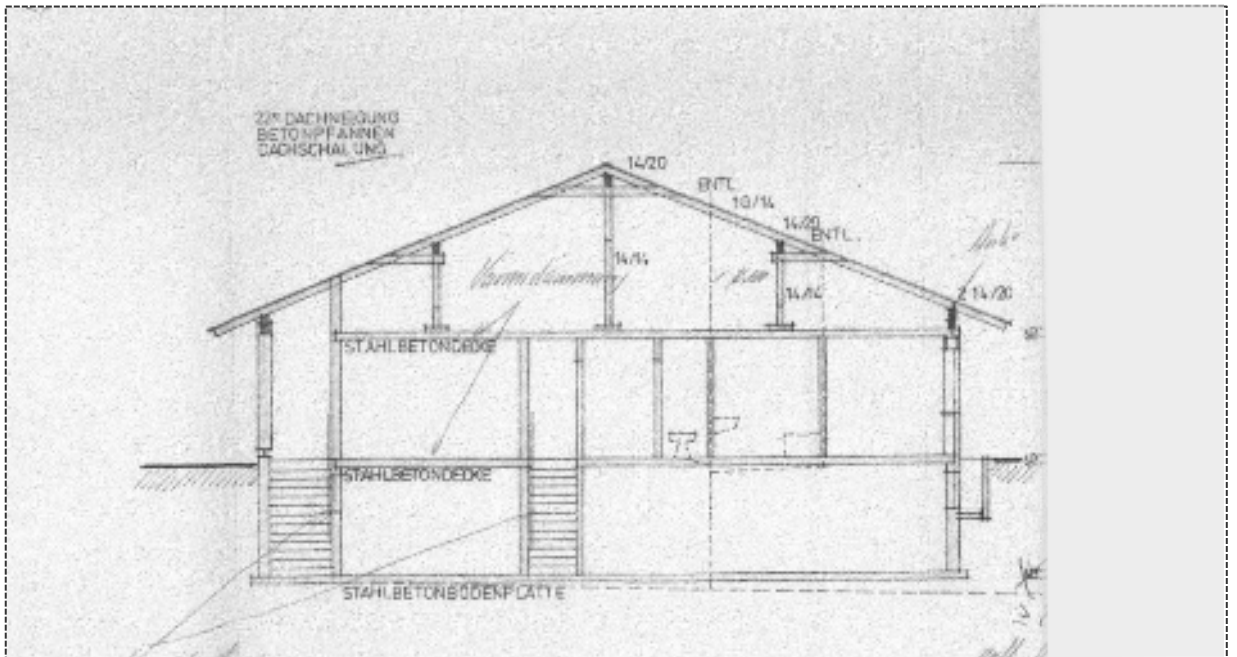 22° DACHNEIGUNG
BETONPFANNEN
DACHSCHALUNG
14/20
ENTL.
10/14
14/20
ENTL.
14/14
14/14
2 14/20
STAHLBETONDECKE
STAHLBETONDECKE
STAHLBETONBODENPLATTE